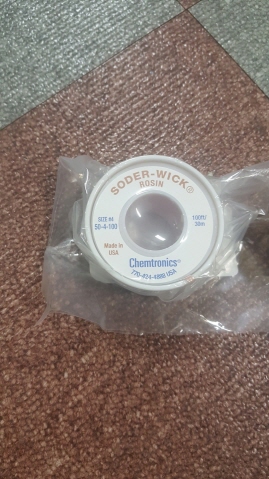 SODER-WICK®
ROSIN
SIZE #4
50-4-100
100ft/
30m
Made in
USA
Chemtronics®
770-424-4888 USA